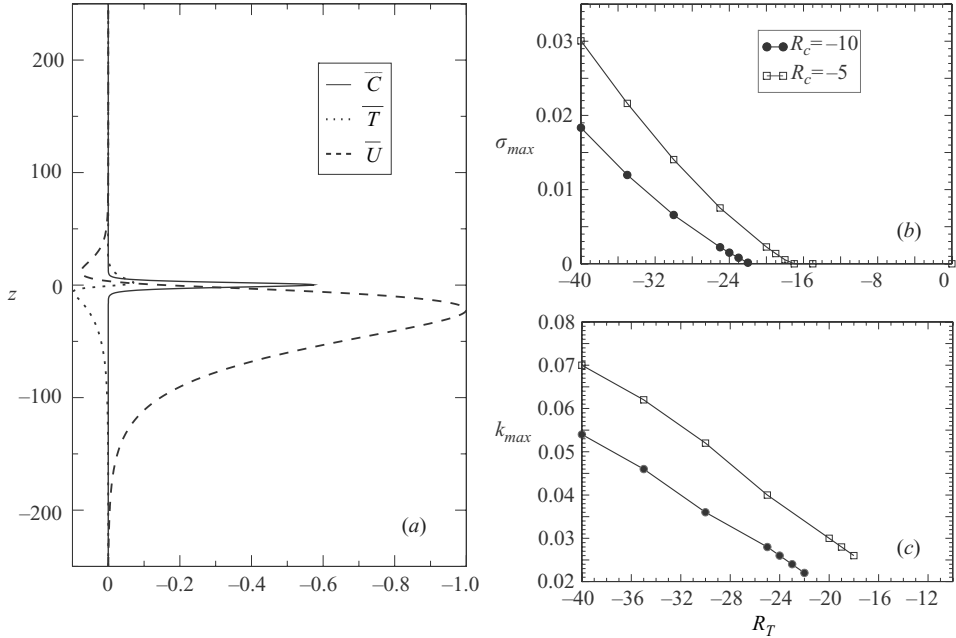 200
100
0
−100
−200
z
C
T
U
(a)
0 −0.2 −0.4 −0.6 −0.8 −1.0
0.03
0.02
0.01
0
σmax
Rc=−10
Rc=−5
(b)
−40 −32 −24 −16 −8 0
0.08
0.07
0.06
0.05
0.04
0.03
0.02
kmax
(c)
−40 −36 −32 −28 −24 −20 −16 −12
RT